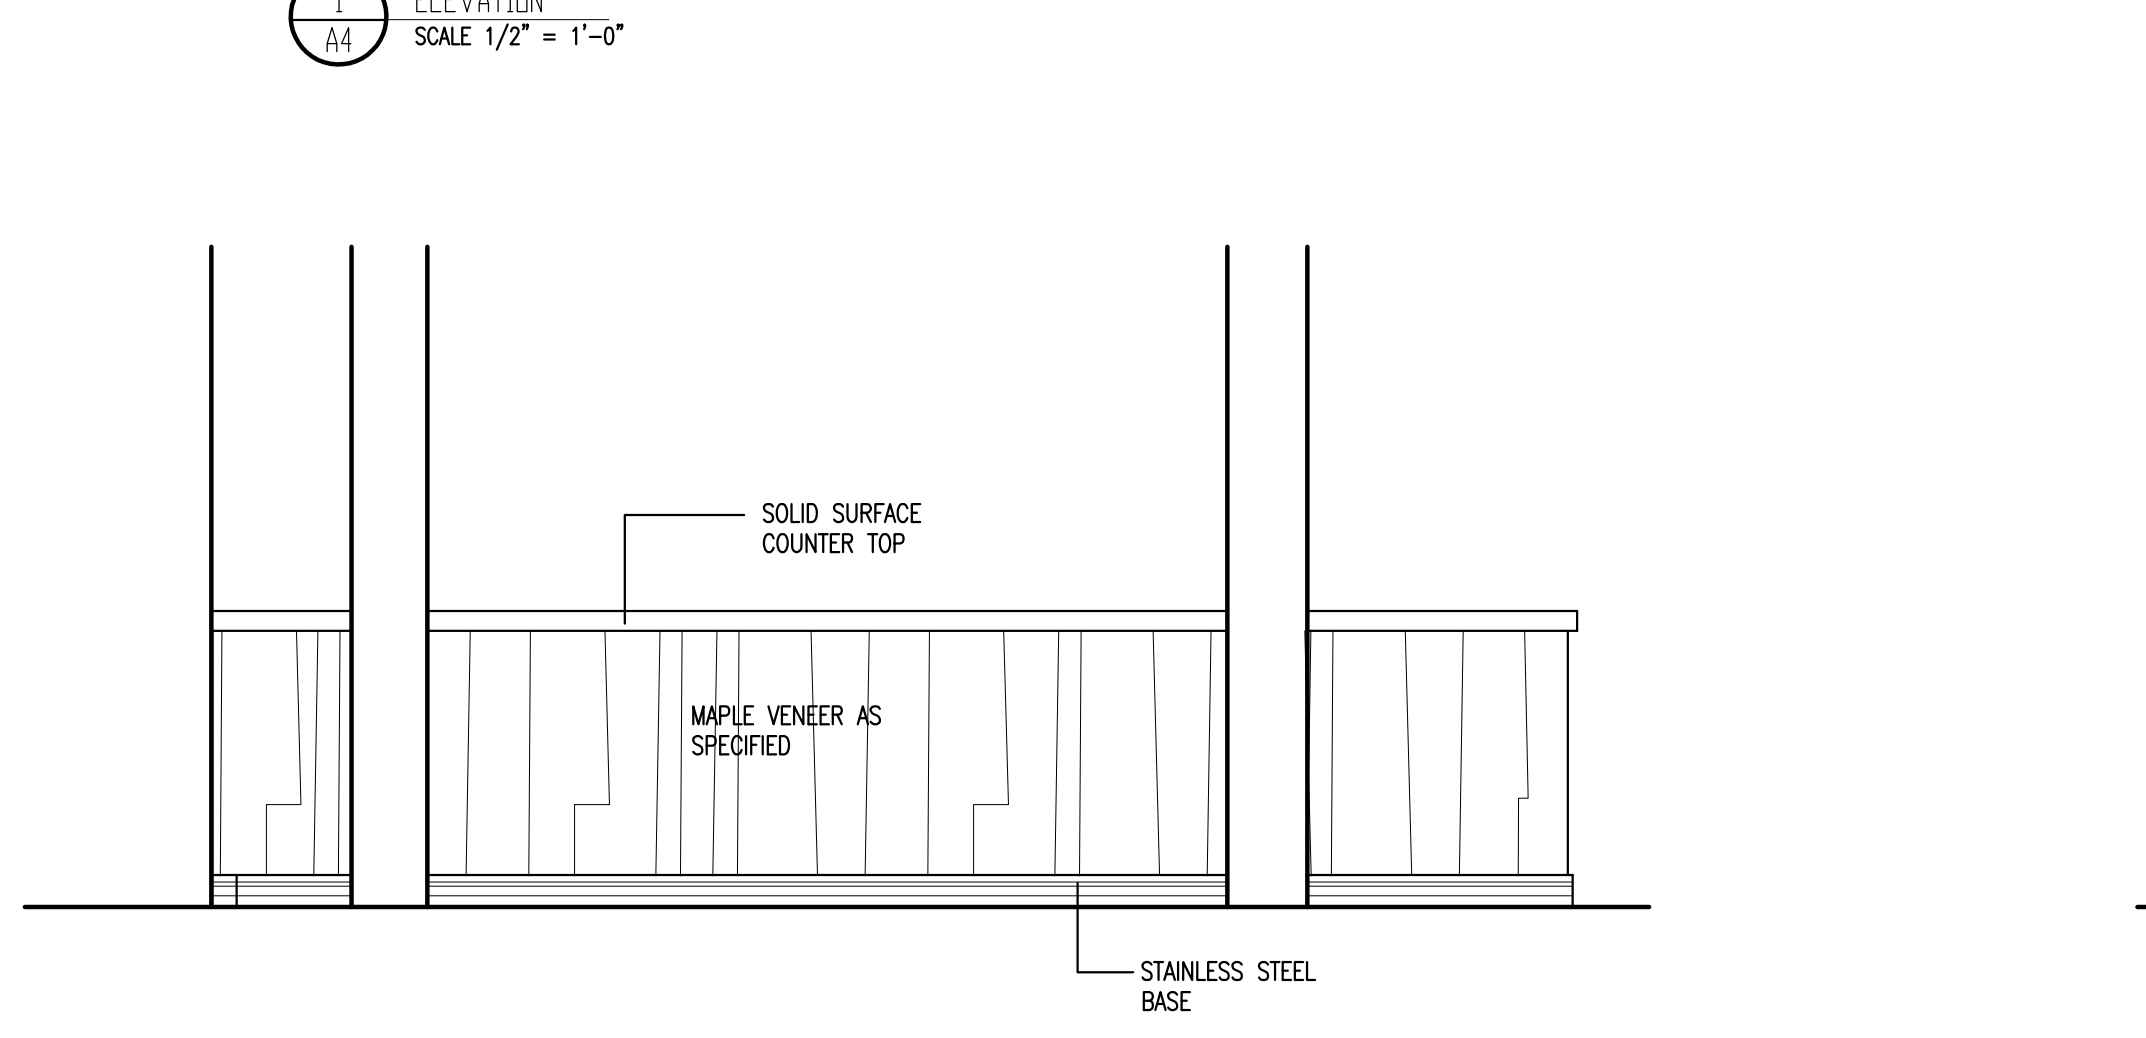 1
ELEVATION
A4
SCALE 1/2" = 1'-0"
SOLID SURFACE
COUNTER TOP
MAPLE VENEER AS
SPECIFIED
STAINLESS STEEL
BASE